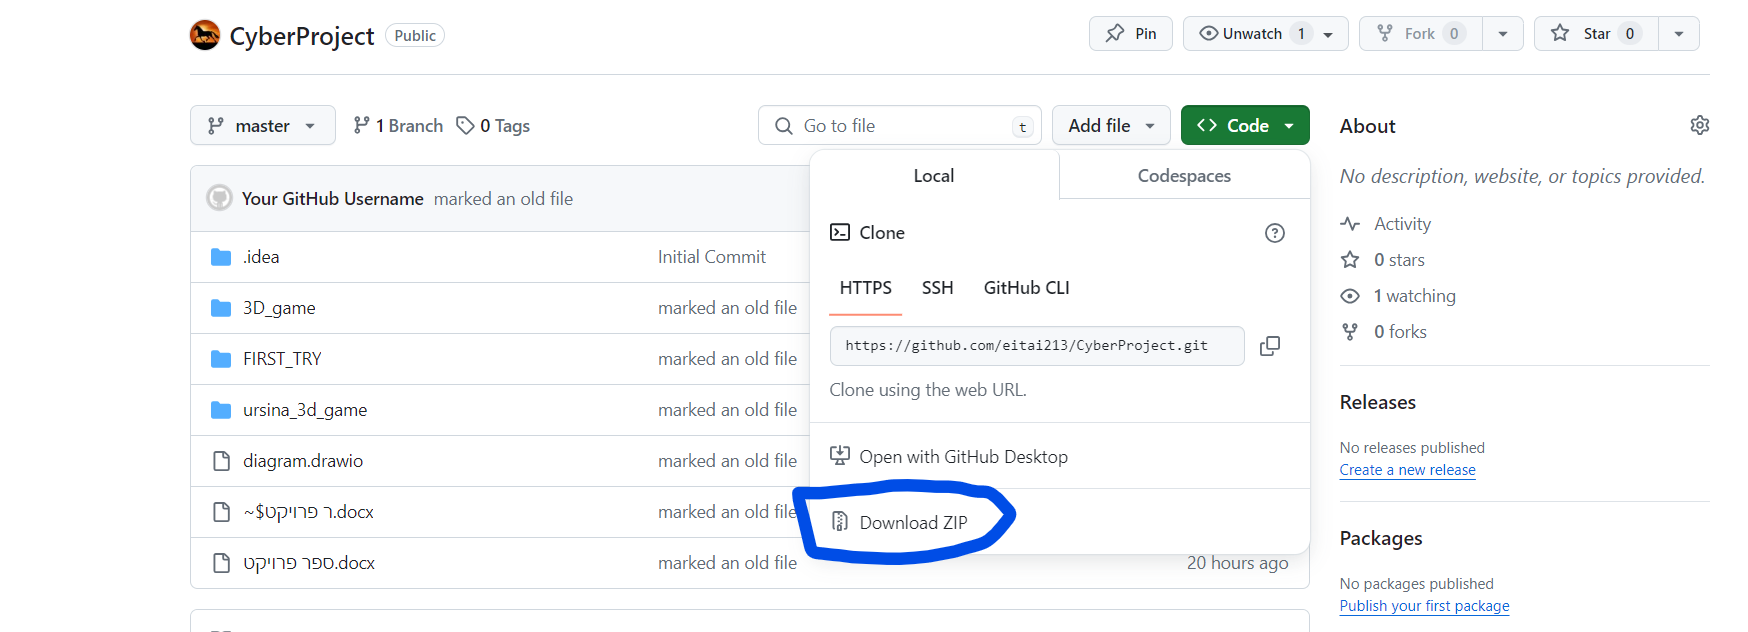 CyberProject Public
Pin
Unwatch 1
Fork 0
Star 0
master
1 Branch
0 Tags
Go to file t
Add file
Code
About
No description, website, or topics provided.
Activity
0 stars
1 watching
0 forks
Releases
No releases published
Create a new release
Packages
No packages published
Publish your first package
Local
Codespaces
Clone
HTTPS SSH GitHub CLI
https://github.com/eitai213/CyberProject.git
Clone using the web URL.
Open with GitHub Desktop
Download ZIP
Your GitHub Username marked an old file
.idea Initial Commit
3D_game marked an old file
FIRST_TRY marked an old file
ursina_3d_game marked an old file
diagram.drawio marked an old file
~$ר פרויקט.docx marked an old file
ספר פרויקט.docx marked an old file 20 hours ago